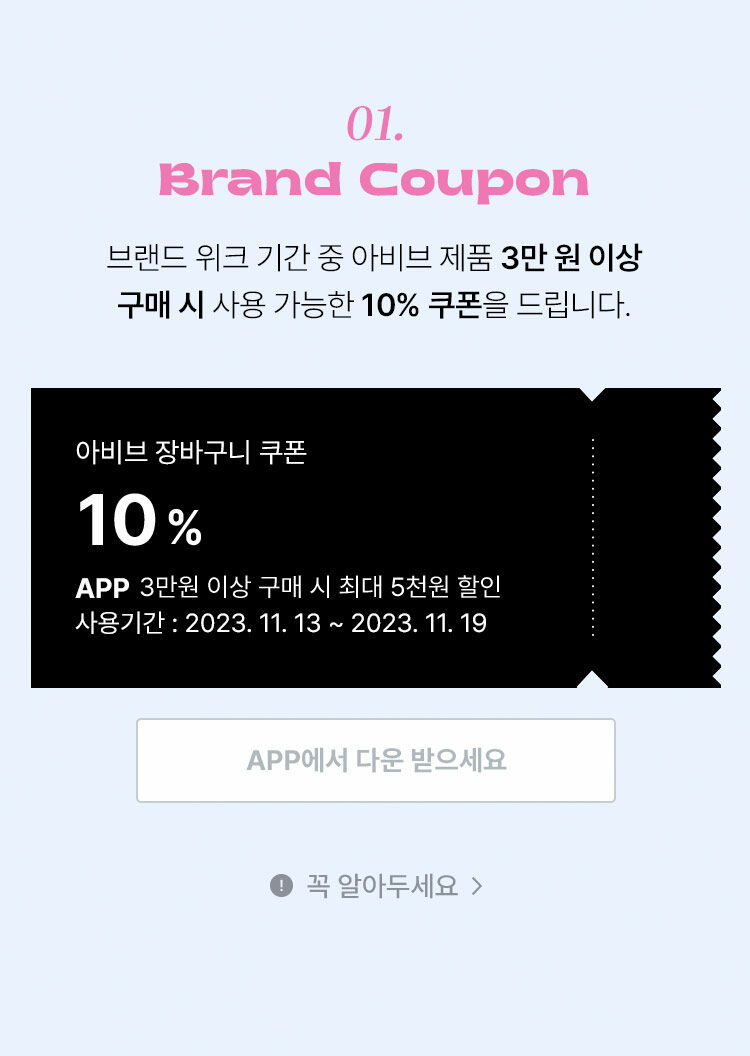 01.
Brand Coupon
브랜드 위크 기간 중 아비브 제품 3만 원 이상
구매 시 사용 가능한 10% 쿠폰을 드립니다.
아비브 장바구니 쿠폰
10%
APP 3만원 이상 구매 시 최대 5천원 할인
사용기간 : 2023. 11. 13 ~ 2023. 11. 19
APP에서 다운 받으세요
! 꼭 알아두세요 >